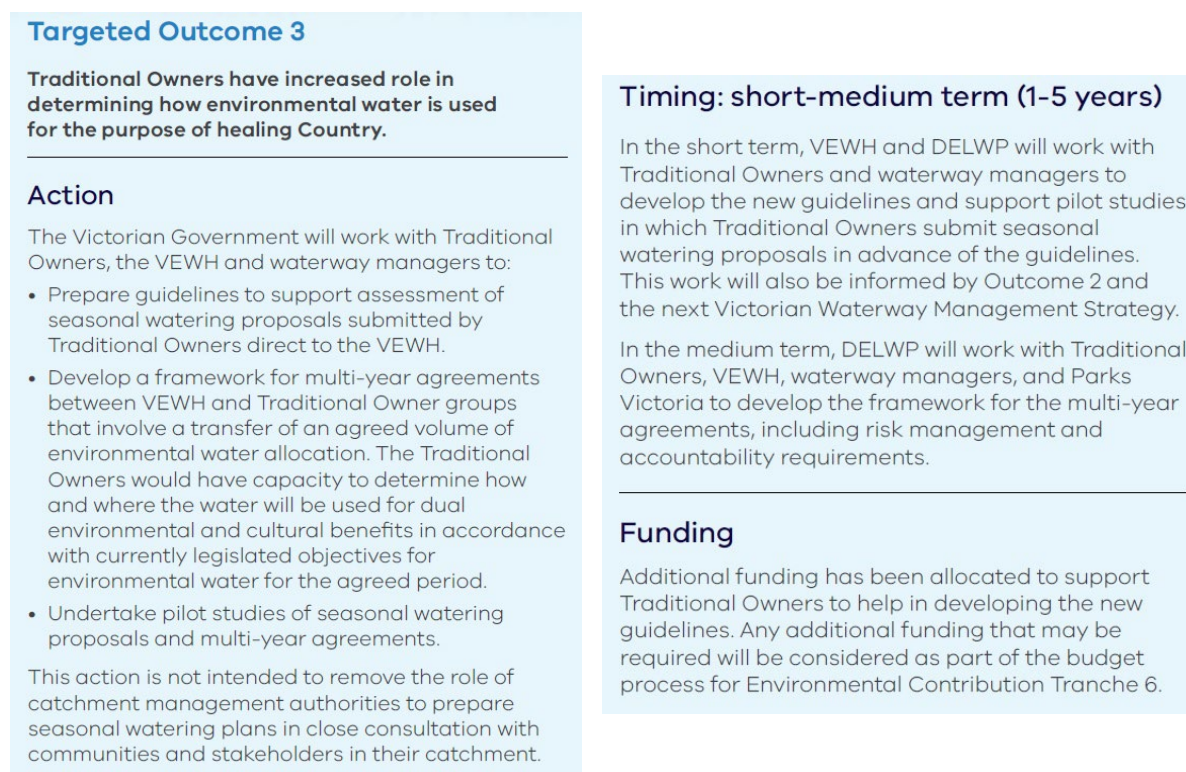 Targeted Outcome 3
Traditional Owners have increased role in
determining how environmental water is used
for the purpose of healing Country.
Action
The Victorian Government will work with Traditional
Owners, the VEWH and waterway managers to:
• Prepare guidelines to support assessment of
seasonal watering proposals submitted by
Traditional Owners direct to the VEWH.
• Develop a framework for multi-year agreements
between VEWH and Traditional Owner groups
that involve a transfer of an agreed volume of
environmental water allocation. The Traditional
Owners would have capacity to determine how
and where the water will be used for dual
environmental and cultural benefits in accordance
with currently legislated objectives for
environmental water for the agreed period.
• Undertake pilot studies of seasonal watering
proposals and multi-year agreements.
This action is not intended to remove the role of
catchment management authorities to prepare
seasonal watering plans in close consultation with
communities and stakeholders in their catchment.
Timing: short-medium term (1-5 years)
In the short term, VEWH and DELWP will work with
Traditional Owners and waterway managers to
develop the new guidelines and support pilot studies
in which Traditional Owners submit seasonal
watering proposals in advance of the guidelines.
This work will also be informed by Outcome 2 and
the next Victorian Waterway Management Strategy.
In the medium term, DELWP will work with Traditional
Owners, VEWH, waterway managers, and Parks
Victoria to develop the framework for the multi-year
agreements, including risk management and
accountability requirements.
Funding
Additional funding has been allocated to support
Traditional Owners to help in developing the new
guidelines. Any additional funding that may be
required will be considered as part of the budget
process for Environmental Contribution Tranche 6.